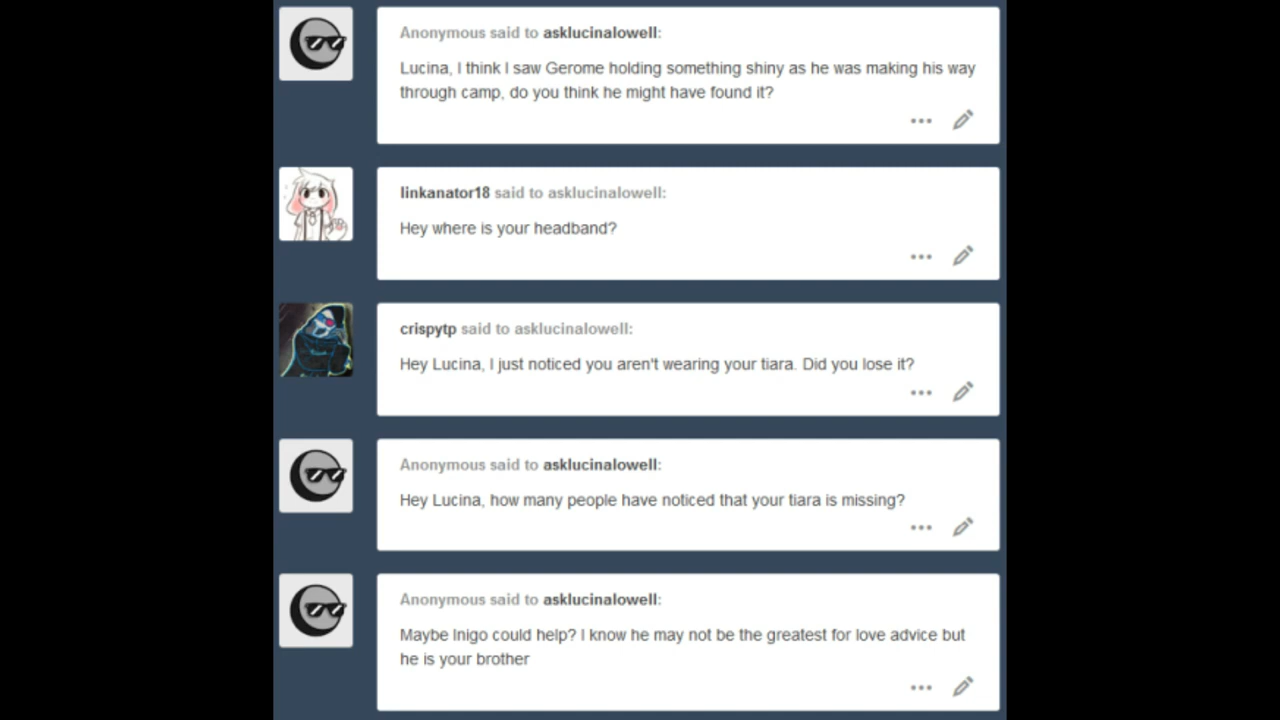 Anonymous said to asklucinalowell:
Lucina, I think I saw Gerome holding something shiny as he was making his way
through camp, do you think he might have found it?
linkanator18 said to asklucinalowell:
Hey where is your headband?
crispytp said to asklucinalowell:
Hey Lucina, I just noticed you aren't wearing your tiara. Did you lose it?
Anonymous said to asklucinalowell:
Hey Lucina, how many people have noticed that your tiara is missing?
Anonymous said to asklucinalowell:
Maybe Inigo could help? I know he may not be the greatest for love advice but
he is your brother